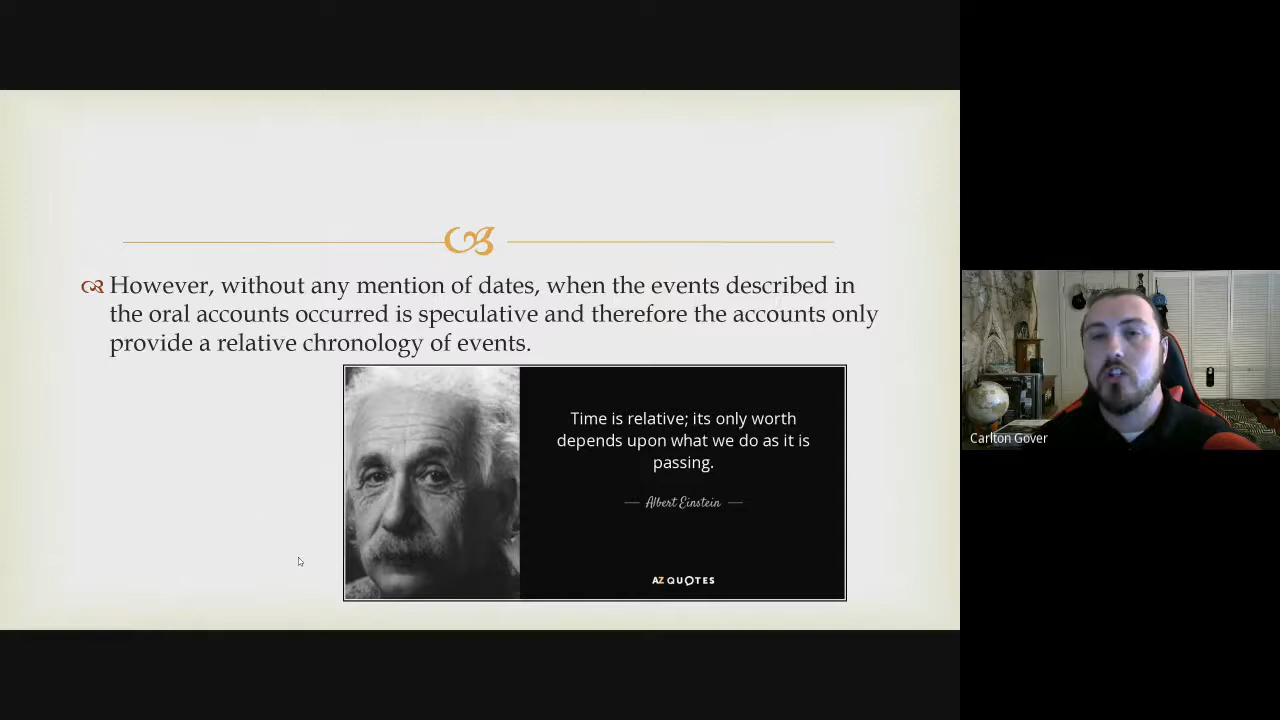 However, without any mention of dates, when the events described in
the oral accounts occurred is speculative and therefore the accounts only
provide a relative chronology of events.
Time is relative; its only worth
depends upon what we do as it is
passing.
Albert Einstein
AZ QUOTES
Carlton Gover